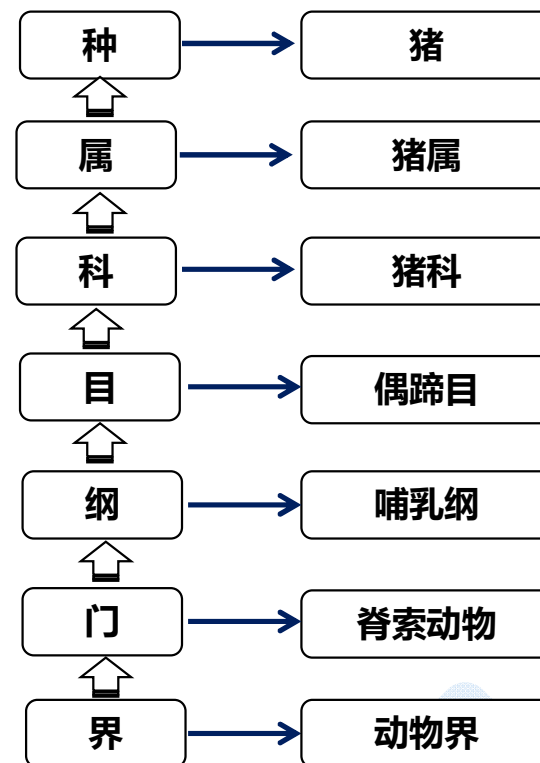 种 猪
属 猪属
科 猪科
目 偶蹄目
纲 哺乳纲
门 脊索动物
界 动物界